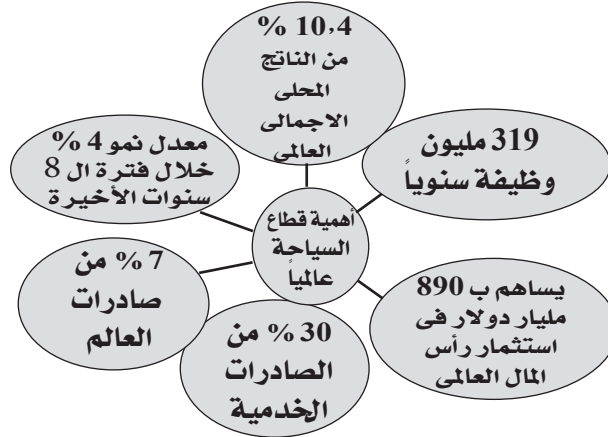 10,4 %
من الناتج
المحلى
الاجمالى
العالمى
319 مليون
وظيفة سنوياً
معدل نمو 4 %
خلال فترة ال 8
سنوات الأخيرة
أهمية قطاع
السياحة
عالمياً
7 % من
صادرات
العالم
يساهم ب 890
مليار دولار فى
استثمار رأس
المال العالمى
30 % من
الصادرات
الخدمية